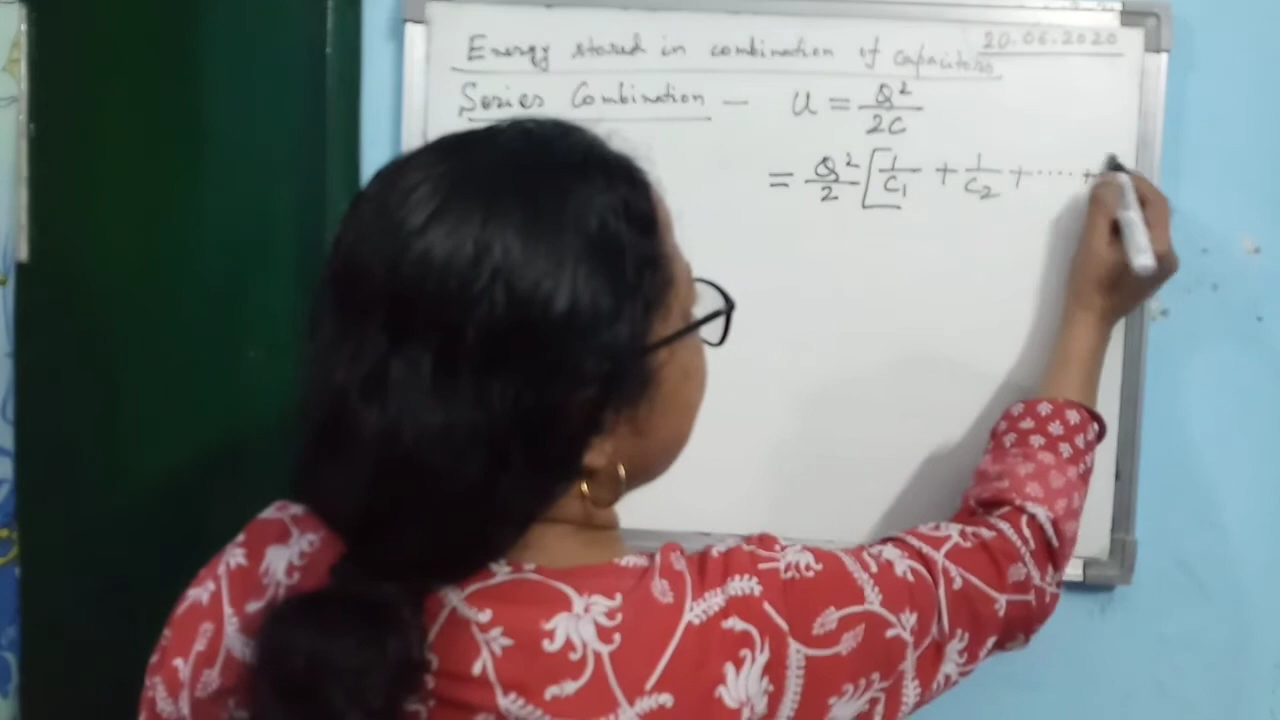 20.06.2020
Energy stored in combination of capacitors
Series Combination — U = Q²/2C
= Q²/2 [1/C₁ + 1/C₂ + ····· +